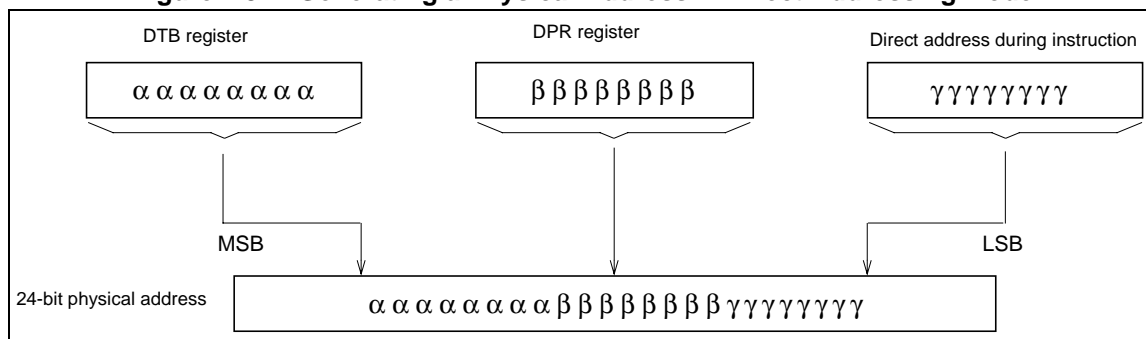 DTB register
DPR register
Direct address during instruction
α α α α α α α α
β β β β β β β β
γ γ γ γ γ γ γ γ
MSB
LSB
24-bit physical address
α α α α α α α α β β β β β β β β γ γ γ γ γ γ γ γ